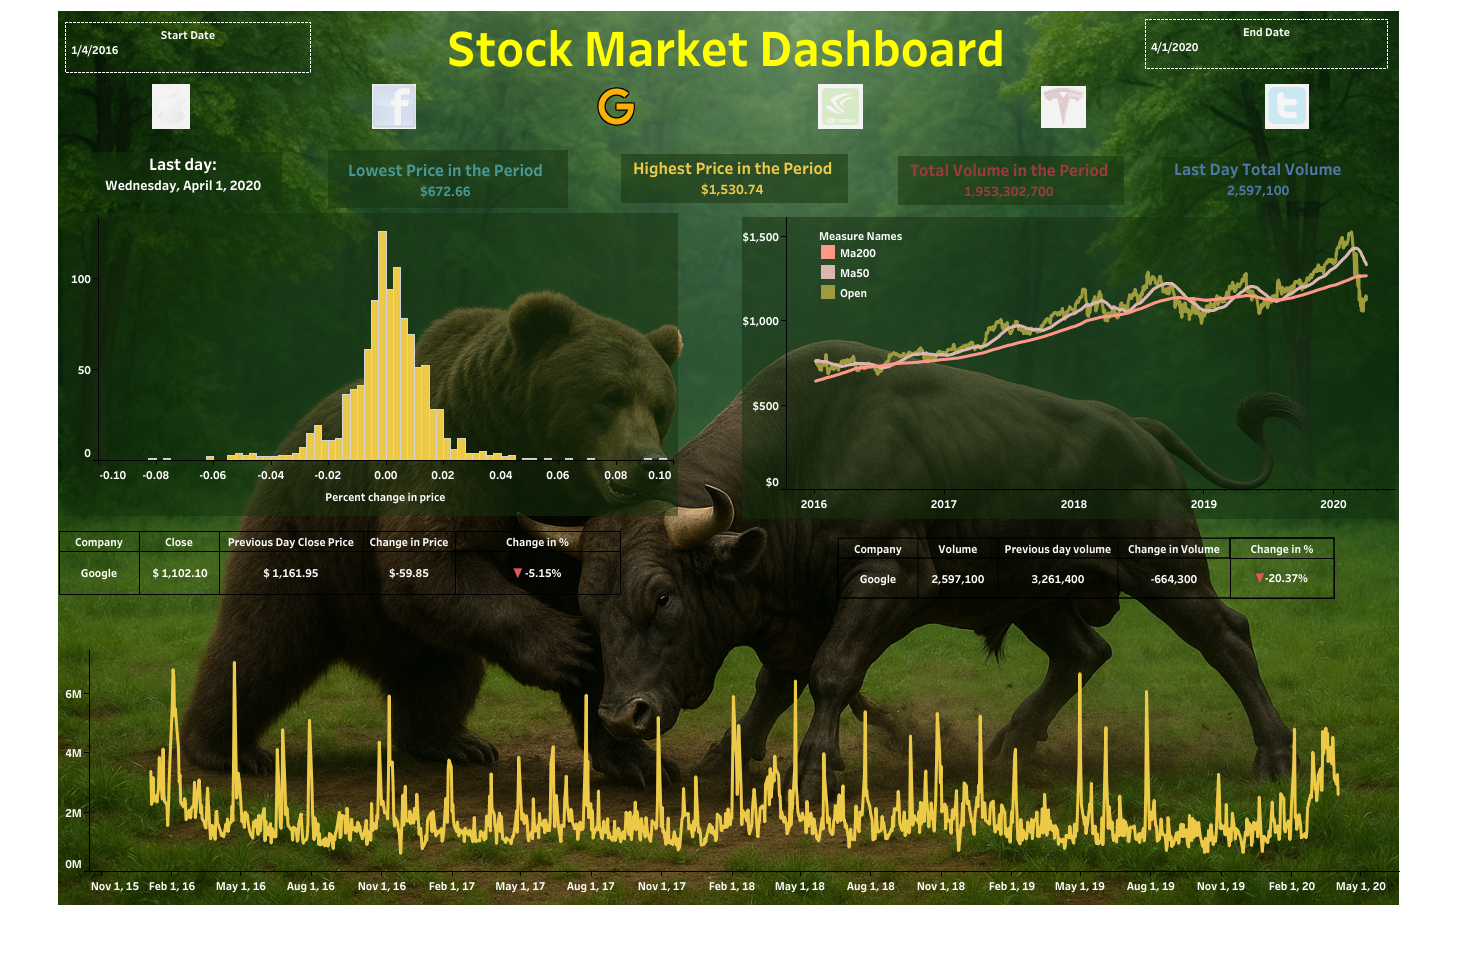 Start Date
1/4/2016
Stock Market Dashboard
End Date
4/1/2020
f
G
t
Last day:
Wednesday, April 1, 2020
Lowest Price in the Period
$672.66
Highest Price in the Period
$1,530.74
Total Volume in the Period
1,953,302,700
Last Day Total Volume
2,597,100
100
50
0
-0.10 -0.08 -0.06 -0.04 -0.02 0.00 0.02 0.04 0.06 0.08 0.10
Percent change in price
$1,500
$1,000
$500
$0
Measure Names
Ma200
Ma50
Open
2016 2017 2018 2019 2020
Company Close Previous Day Close Price Change in Price Change in %
Google $ 1,102.10 $ 1,161.95 $-59.85 ▼ -5.15%
Company Volume Previous day volume Change in Volume Change in %
Google 2,597,100 3,261,400 -664,300 ▼-20.37%
6M
4M
2M
0M
Nov 1, 15 Feb 1, 16 May 1, 16 Aug 1, 16 Nov 1, 16 Feb 1, 17 May 1, 17 Aug 1, 17 Nov 1, 17 Feb 1, 18 May 1, 18 Aug 1, 18 Nov 1, 18 Feb 1, 19 May 1, 19 Aug 1, 19 Nov 1, 19 Feb 1, 20 May 1, 20